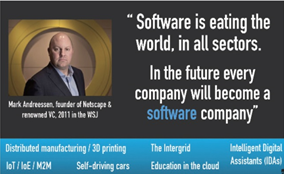 “ Software is eating the
world, in all sectors.
In the future every
company will become a
software company”
Mark Andreessen, founder of Netscape &
renowned VC, 2011 in the WSJ
Distributed manufacturing / 3D printing
The Intergrid
Intelligent Digital
Assistants (IDAs)
IoT / IoE / M2M
Self-driving cars
Education in the cloud